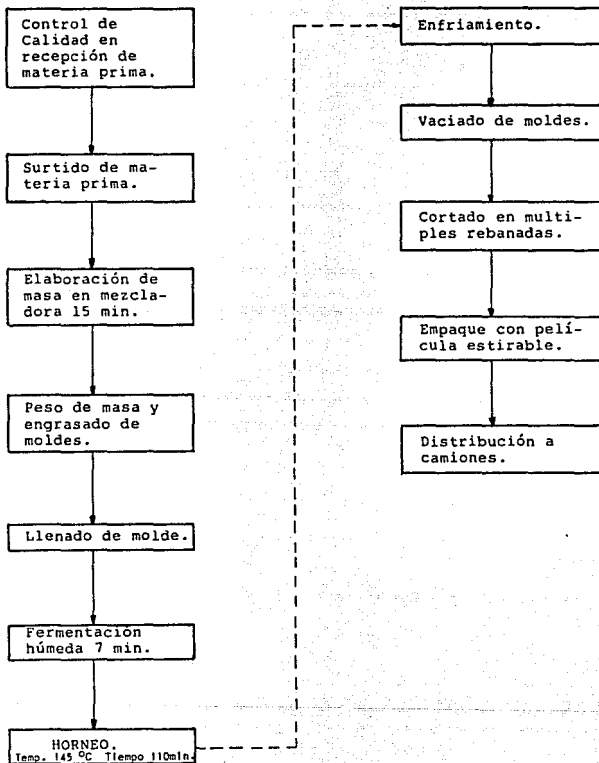 Control de
Calidad en
recepción de
materia prima.
Surtido de ma-
teria prima.
Elaboración de
masa en mezcla-
dora 15 min.
Peso de masa y
engrasado de
moldes.
Llenado de molde.
Fermentación
húmeda 7 min.
HORNEO.
Temp. 145 ºC Tiempo 110min.
Enfriamiento.
Vaciado de moldes.
Cortado en multi-
ples rebanadas.
Empaque con pelí-
cula estirable.
Distribución a
camiones.